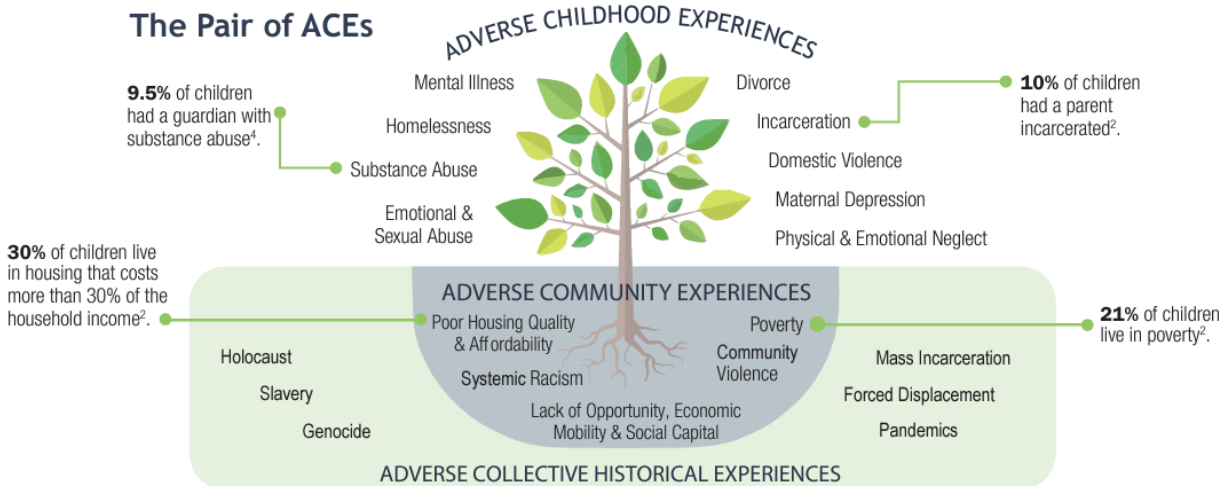 The Pair of ACEs
ADVERSE CHILDHOOD EXPERIENCES
Mental Illness
Homelessness
Substance Abuse
Emotional &
Sexual Abuse
Divorce
Incarceration
Domestic Violence
Maternal Depression
Physical & Emotional Neglect
9.5% of children
had a guardian with
substance abuse⁴.
10% of children
had a parent
incarcerated².
30% of children live
in housing that costs
more than 30% of the
household income².
21% of children
live in poverty².
ADVERSE COMMUNITY EXPERIENCES
Poor Housing Quality
& Affordability
Systemic Racism
Poverty
Community
Violence
Lack of Opportunity, Economic
Mobility & Social Capital
Holocaust
Slavery
Genocide
Mass Incarceration
Forced Displacement
Pandemics
ADVERSE COLLECTIVE HISTORICAL EXPERIENCES